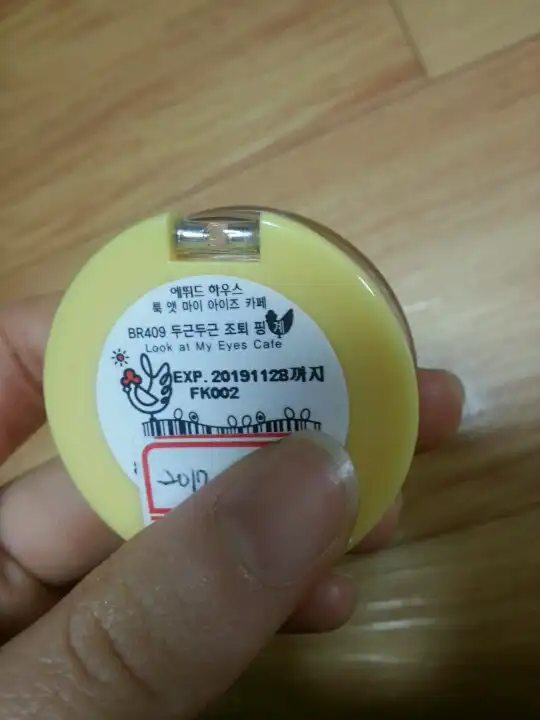 에뛰드 하우스
룩 앳 마이 아이즈 카페
BR409 두근두근 조퇴 핑계
Look at My Eyes Cafe
EXP. 20191128까지
FK002